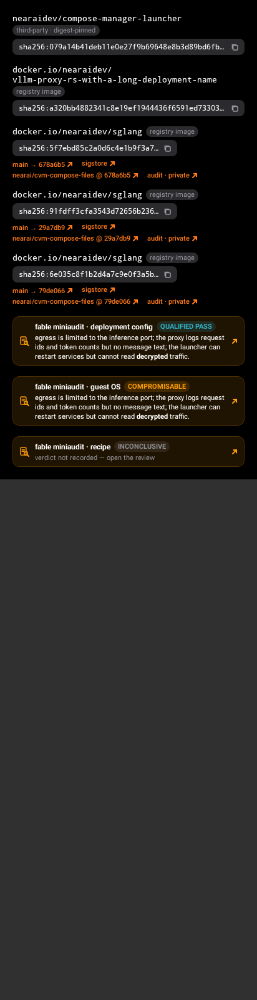 nearaidev/compose-manager-launcher
third-party · digest-pinned
sha256:079a14b41deb11e0e27f9b69648e8b3d89bd6fb…
docker.io/nearaidev/
vllm-proxy-rs-with-a-long-deployment-name
registry image
sha256:a320bb4882341c8e19ef1944436f6591ed73303…
docker.io/nearaidev/sglang registry image
sha256:5f7ebd85c2a0d6c4e1b9f3a7…
main → 678a6b5 ↗ sigstore ↗
nearai/cvm-compose-files @ 678a6b5 ↗ audit · private ↗
docker.io/nearaidev/sglang registry image
sha256:91fdff3cfa3543d72656b236…
main → 29a7db9 ↗ sigstore ↗
nearai/cvm-compose-files @ 29a7db9 ↗ audit · private ↗
docker.io/nearaidev/sglang registry image
sha256:6e035c8f1b2d4a7c9e0f3a5b…
main → 79de066 ↗ sigstore ↗
nearai/cvm-compose-files @ 79de066 ↗ audit · private ↗
fable miniaudit · deployment config QUALIFIED PASS
egress is limited to the inference port; the proxy logs request
ids and token counts but no message text; the launcher can
restart services but cannot read decrypted traffic.
fable miniaudit · guest OS COMPROMISABLE
egress is limited to the inference port; the proxy logs request
ids and token counts but no message text; the launcher can
restart services but cannot read decrypted traffic.
fable miniaudit · recipe INCONCLUSIVE
verdict not recorded — open the review